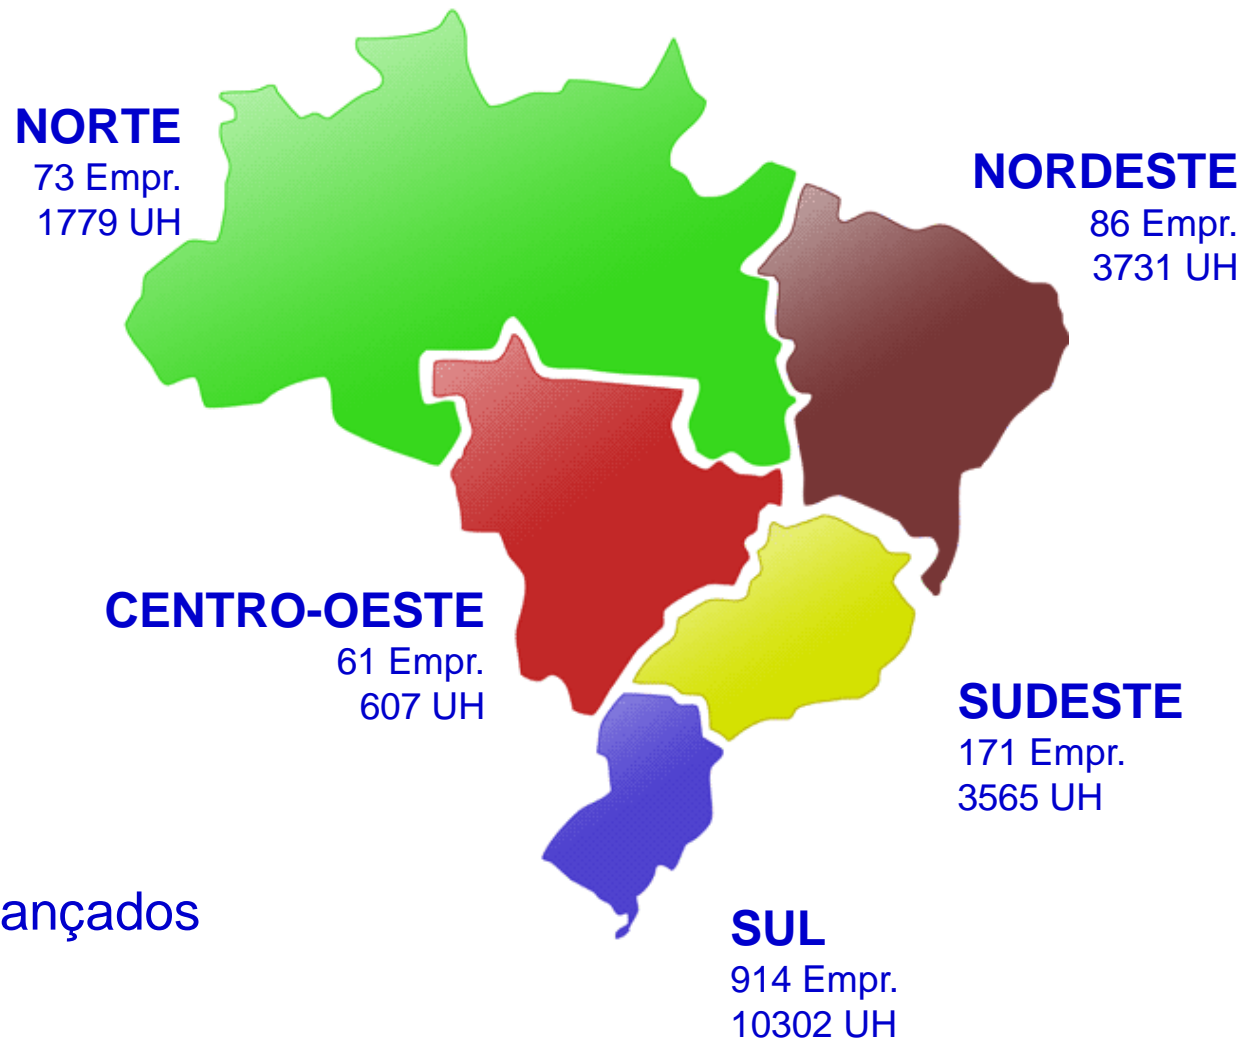 NORTE
73 Empr.
1779 UH
NORDESTE
86 Empr.
3731 UH
CENTRO-OESTE
61 Empr.
607 UH
SUDESTE
171 Empr.
3565 UH
ançados
SUL
914 Empr.
10302 UH